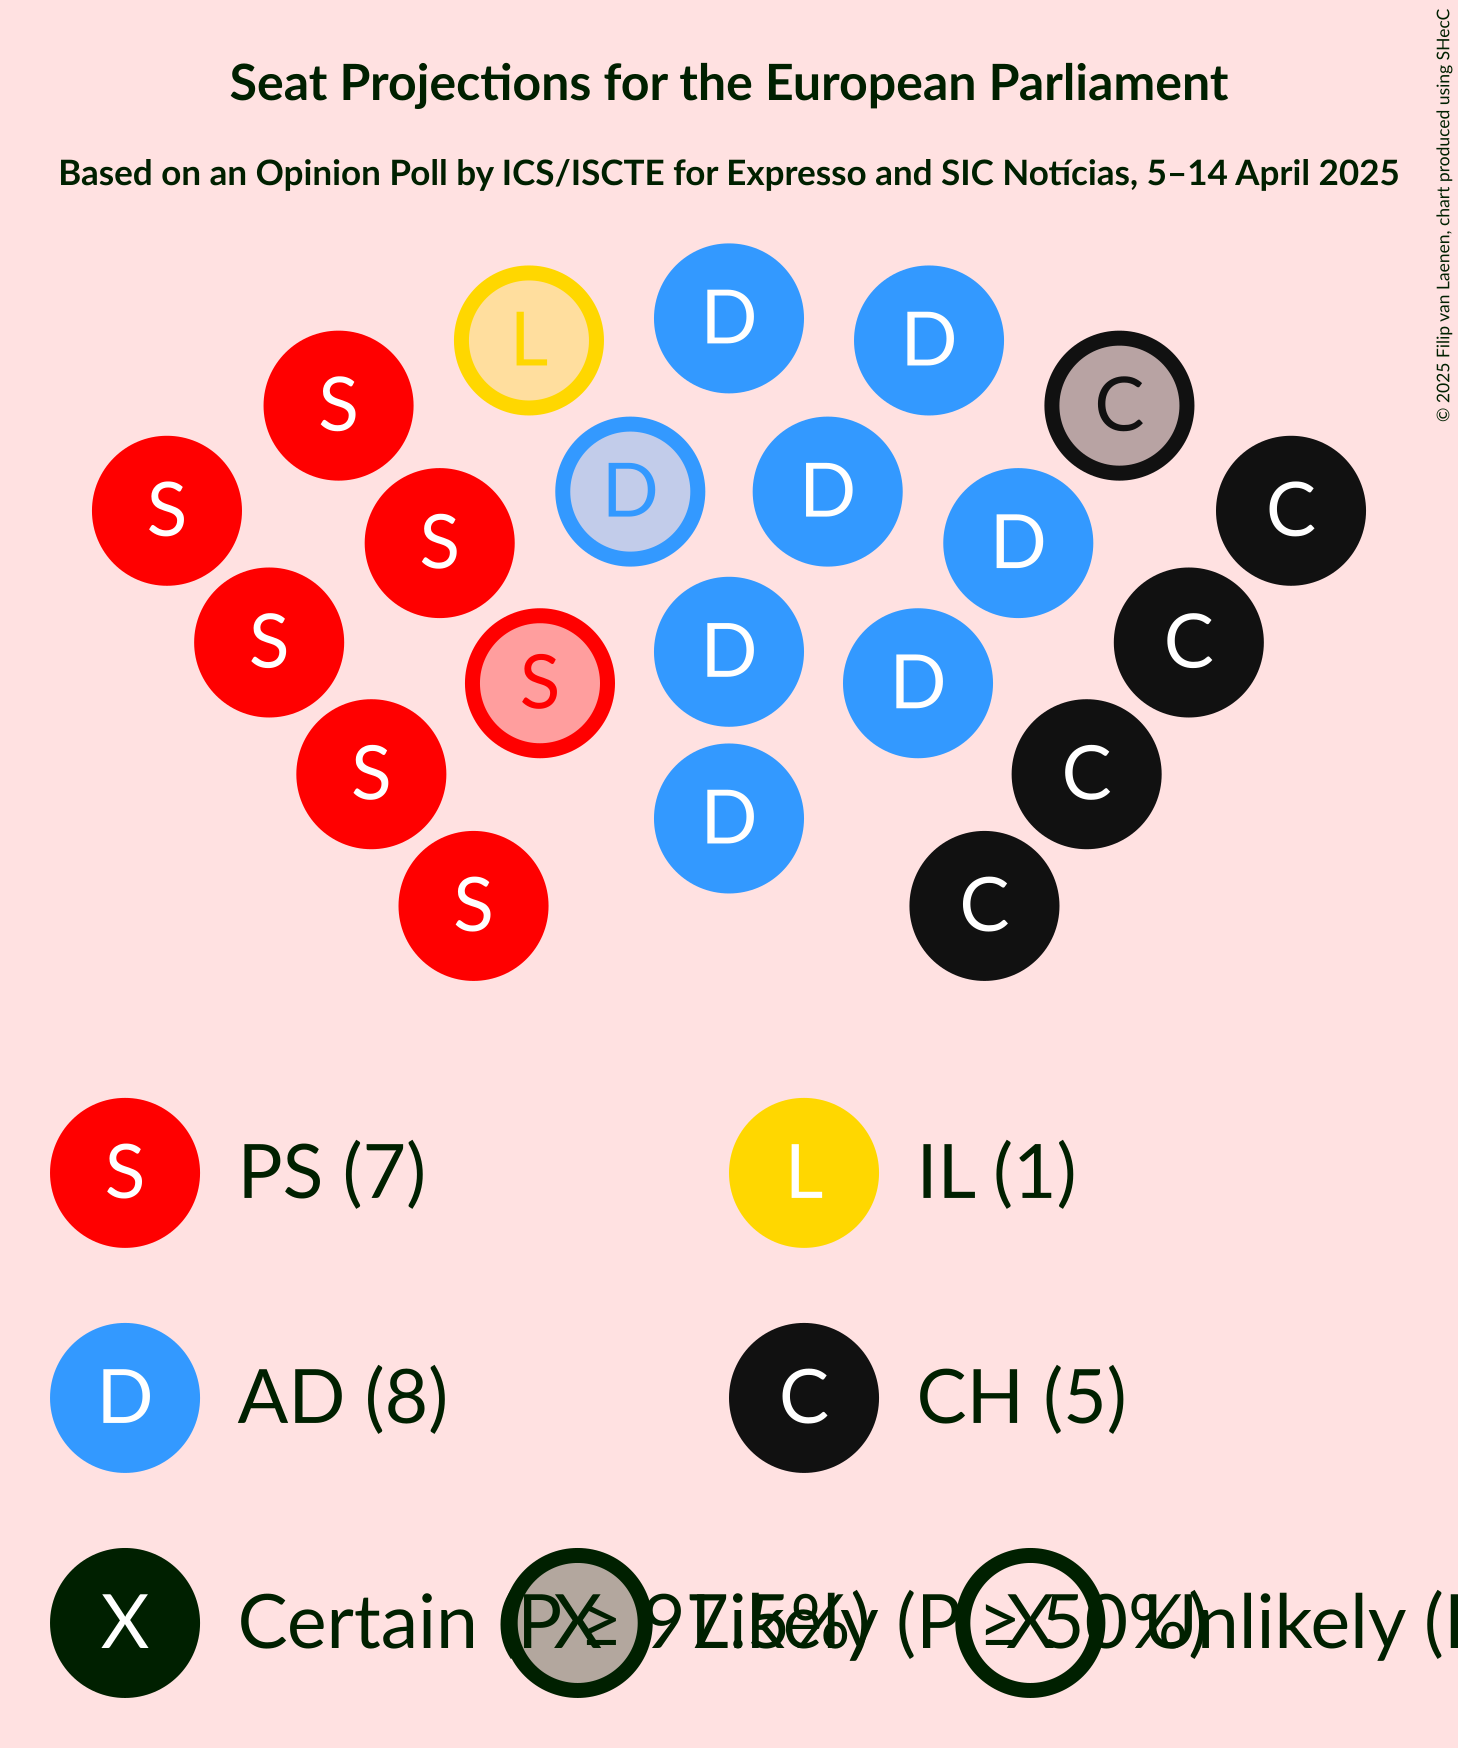 Seat Projections for the European Parliament
Based on an Opinion Poll by ICS/ISCTE for Expresso and SIC Notícias, 5–14 April 2025
© 2025 Filip van Laenen, chart produced using SHecC
L D D
S C
S D D C
S D
S S D D C
S C
D
S C
S PS (7) L IL (1)
D AD (8) C CH (5)
X Certain (P ≥ 97.5%) X Likely (P ≥ 50%) X Unlikely (